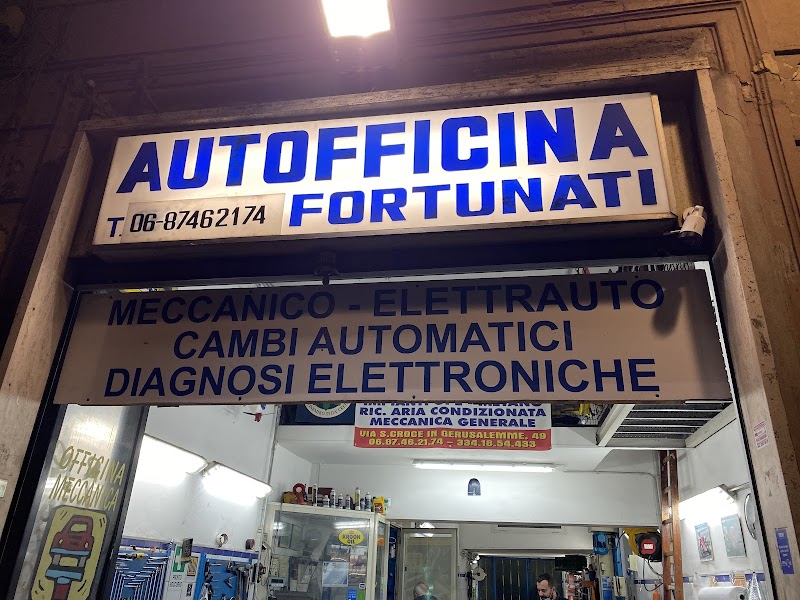 AUTOFFICINA
T. 06-87462174 FORTUNATI
MECCANICO - ELETTRAUTO
CAMBI AUTOMATICI
DIAGNOSI ELETTRONICHE
RIC. ARIA CONDIZIONATA
MECCANICA GENERALE
VIA S.CROCE IN GERUSALEMME, 49
06.87.46.21.74 - 334.16.54.433
OFFICINA
MECCANICA